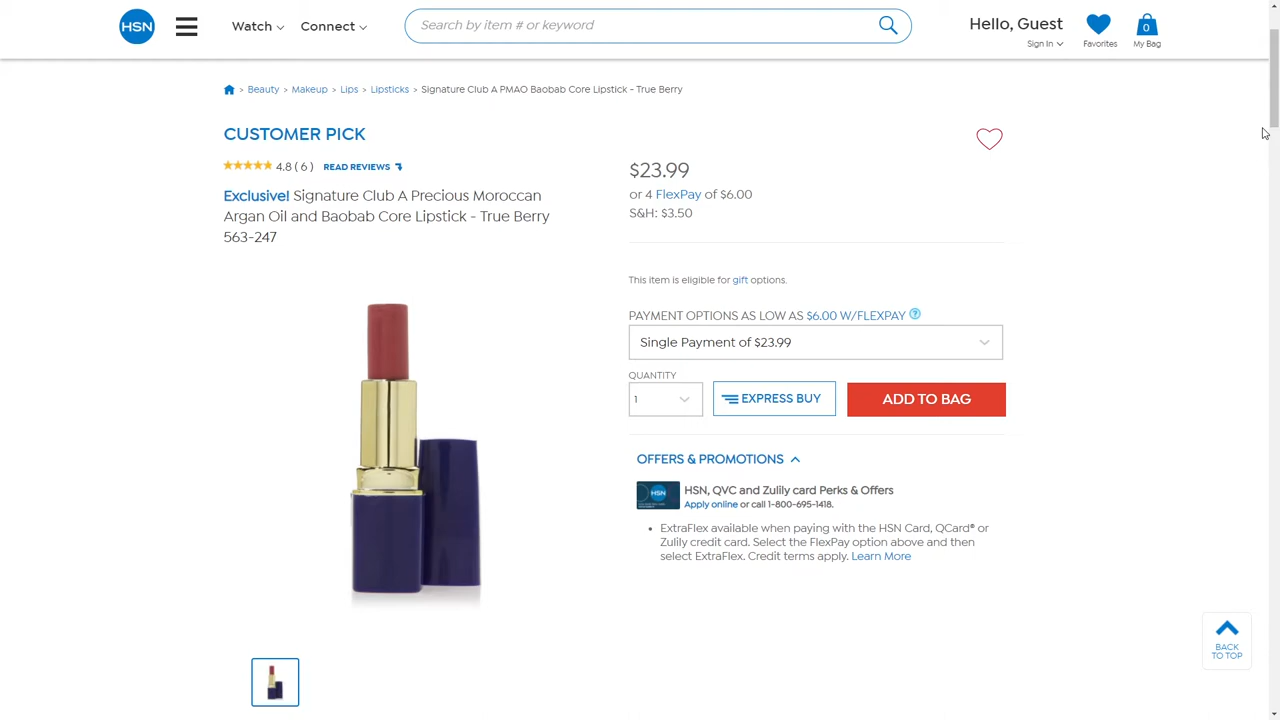 HSN
Watch
Connect
Search by item # or keyword
Hello, Guest
Sign In
Favorites
0
My Bag
> Beauty > Makeup > Lips > Lipsticks > Signature Club A PMAO Baobab Core Lipstick - True Berry
CUSTOMER PICK
4.8 ( 6 ) READ REVIEWS
Exclusive! Signature Club A Precious Moroccan
Argan Oil and Baobab Core Lipstick - True Berry
563-247
$23.99
or 4 FlexPay of $6.00
S&H: $3.50
This item is eligible for gift options.
PAYMENT OPTIONS AS LOW AS $6.00 W/FLEXPAY ?
Single Payment of $23.99
QUANTITY
1
EXPRESS BUY
ADD TO BAG
OFFERS & PROMOTIONS
HSN
HSN, QVC and Zulily card Perks & Offers
Apply online or call 1-800-695-1418.
• ExtraFlex available when paying with the HSN Card, QCard® or
Zulily credit card. Select the FlexPay option above and then
select ExtraFlex. Credit terms apply. Learn More
BACK
TO TOP